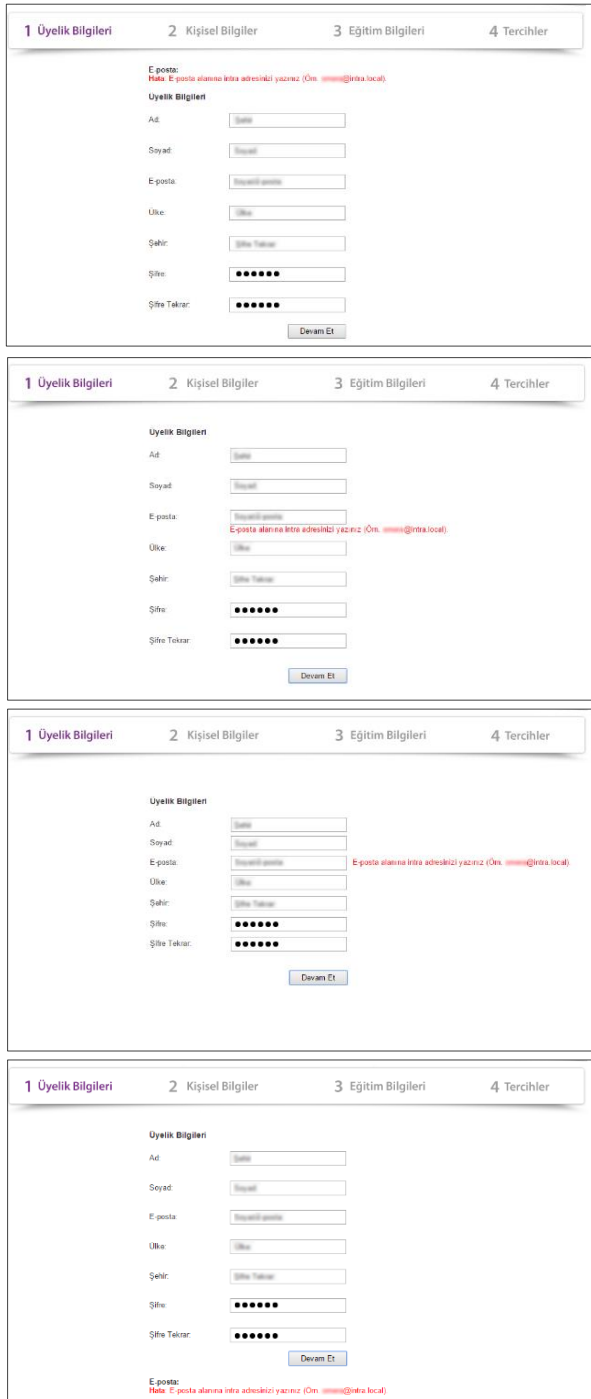 1 Üyelik Bilgileri 2 Kişisel Bilgiler 3 Eğitim Bilgileri 4 Tercihler
E-posta:
Hata: E-posta alanına intra adresinizi yazınız (Örn. @intra.local).
Üyelik Bilgileri
Ad:
Soyad:
E-posta:
Ülke:
Şehir:
Şifre: ●●●●●●
Şifre Tekrar: ●●●●●●
Devam Et
1 Üyelik Bilgileri 2 Kişisel Bilgiler 3 Eğitim Bilgileri 4 Tercihler
Üyelik Bilgileri
Ad:
Soyad:
E-posta:
E-posta alanına intra adresinizi yazınız (Örn. @intra.local).
Ülke:
Şehir:
Şifre: ●●●●●●
Şifre Tekrar: ●●●●●●
Devam Et
1 Üyelik Bilgileri 2 Kişisel Bilgiler 3 Eğitim Bilgileri 4 Tercihler
Üyelik Bilgileri
Ad:
Soyad:
E-posta: E-posta alanına intra adresinizi yazınız (Örn. @intra.local).
Ülke:
Şehir:
Şifre: ●●●●●●
Şifre Tekrar: ●●●●●●
Devam Et
1 Üyelik Bilgileri 2 Kişisel Bilgiler 3 Eğitim Bilgileri 4 Tercihler
Üyelik Bilgileri
Ad:
Soyad:
E-posta:
Ülke:
Şehir:
Şifre: ●●●●●●
Şifre Tekrar: ●●●●●●
Devam Et
E-posta:
Hata: E-posta alanına intra adresinizi yazınız (Örn. @intra.local).